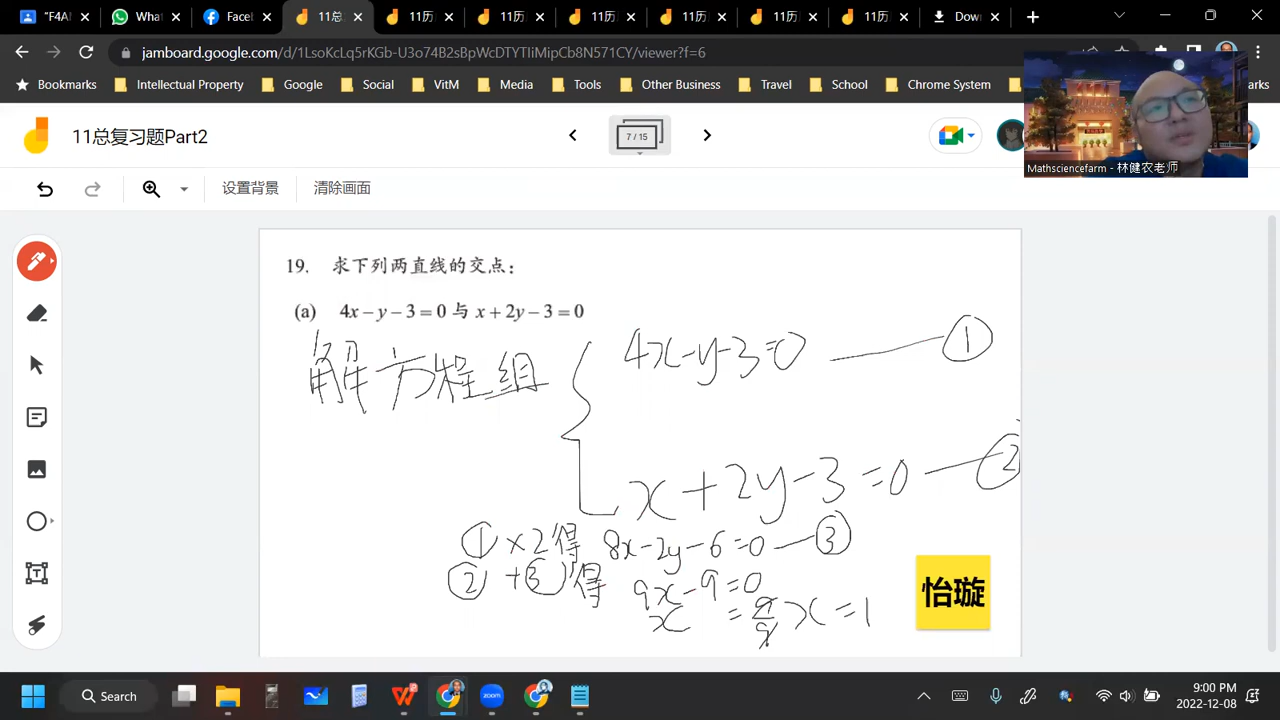 "F4A
What
Facel
11总
11历
11历
11历
11历
11历
11历
Down
jamboard.google.com/d/1LsoKcLq5rKGb-U3o74B2sBpWcDTYTIiMipCb8N571CY/viewer?f=6
Bookmarks Intellectual Property Google Social VitM Media Tools Other Business Travel School Chrome System
11总复习题Part2
7 / 15
Mathsciencefarm - 林健农老师
设置背景 清除画面
19. 求下列两直线的交点：
(a) 4x − y − 3 = 0 与 x + 2y − 3 = 0
解方程组 4x-y-3=0 — ①
x+2y-3=0 — ②
①×2得 8x-2y-6=0 — ③
②+③得 9x-9=0
x = 9/9 x=1
怡璇
Search
zoom
9:00 PM
2022-12-08